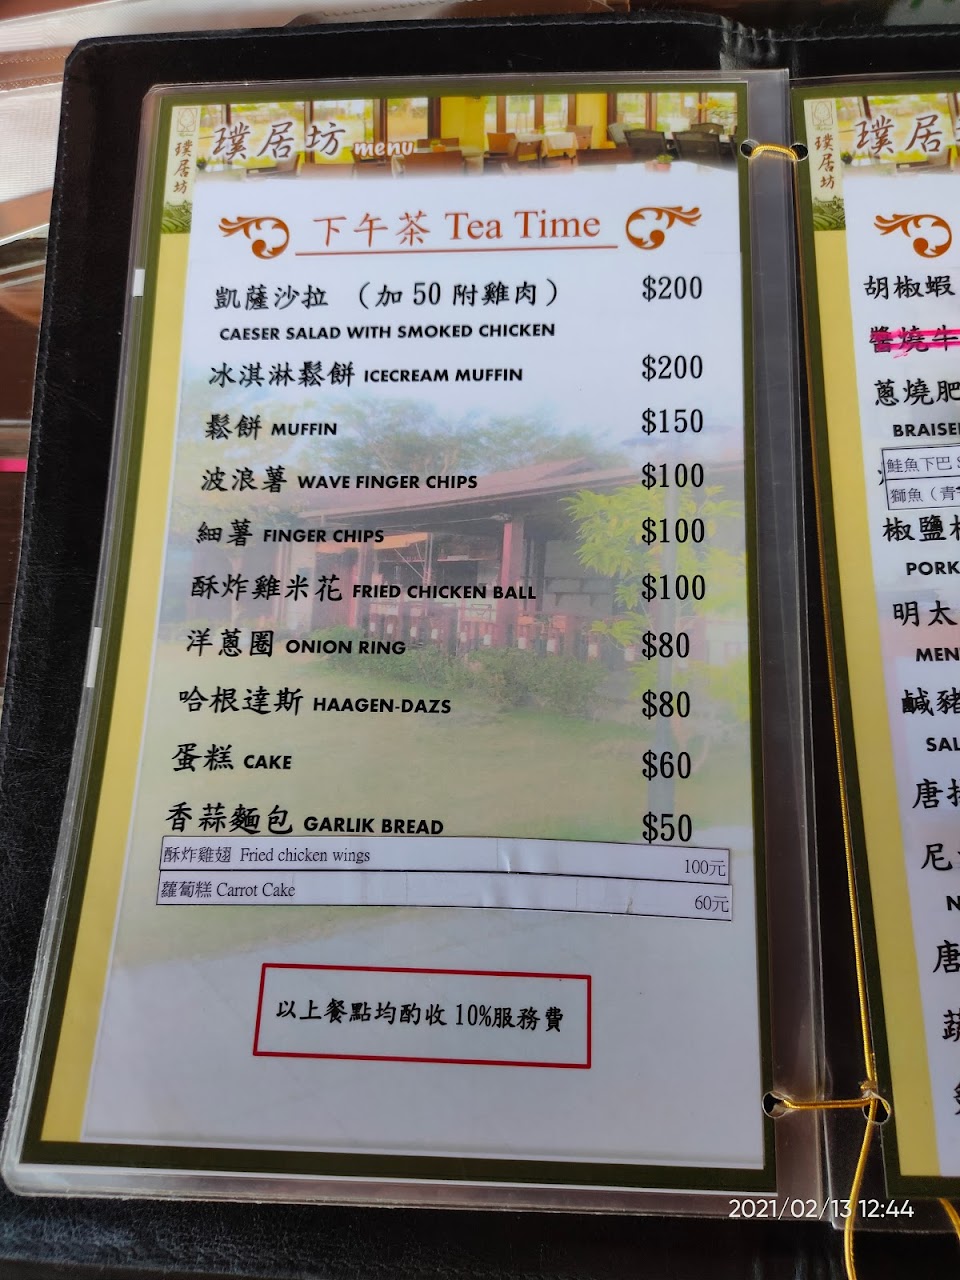 璞居坊 menu
璞居坊
下午茶 Tea Time
凱薩沙拉 （加 50 附雞肉） $200
CAESER SALAD WITH SMOKED CHICKEN
冰淇淋鬆餅 ICECREAM MUFFIN $200
鬆餅 MUFFIN $150
波浪薯 WAVE FINGER CHIPS $100
細薯 FINGER CHIPS $100
酥炸雞米花 FRIED CHICKEN BALL $100
洋蔥圈 ONION RING $80
哈根達斯 HAAGEN-DAZS $80
蛋糕 CAKE $60
香蒜麵包 GARLIK BREAD $50
酥炸雞翅 Fried chicken wings 100元
蘿蔔糕 Carrot Cake 60元
以上餐點均酌收 10%服務費
璞居
璞居坊
胡椒蝦
醬燒牛
蔥燒肥
BRAISE
鮭魚下巴
獅魚（青
椒鹽
PORK
明太
MEN
鹹豬
SAL
唐
尼
N
唐
蔬
2021/02/13 12:44